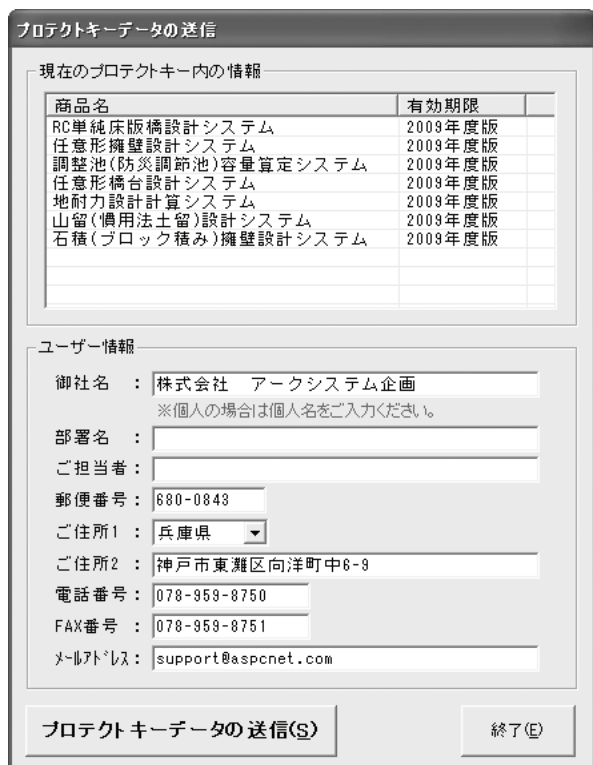 プロテクトキーデータの送信
現在のプロテクトキー内の情報
商品名 有効期限
RC単純床版橋設計システム 2009年度版
任意形擁壁設計システム 2009年度版
調整池(防災調節池)容量算定システム 2009年度版
任意形橋台設計システム 2009年度版
地耐力設計計算システム 2009年度版
山留(慣用法土留)設計システム 2009年度版
石積(ブロック積み)擁壁設計システム 2009年度版
ユーザー情報
御社名 : 株式会社 アークシステム企画
※個人の場合は個人名をご入力ください。
部署名 :
ご担当者:
郵便番号: 680-0843
ご住所1 : 兵庫県
ご住所2 : 神戸市東灘区向洋町中6-9
電話番号: 078-959-8750
FAX番号 : 078-959-8751
メールアドレス: support@aspcnet.com
プロテクトキーデータの送信(S) 終了(E)